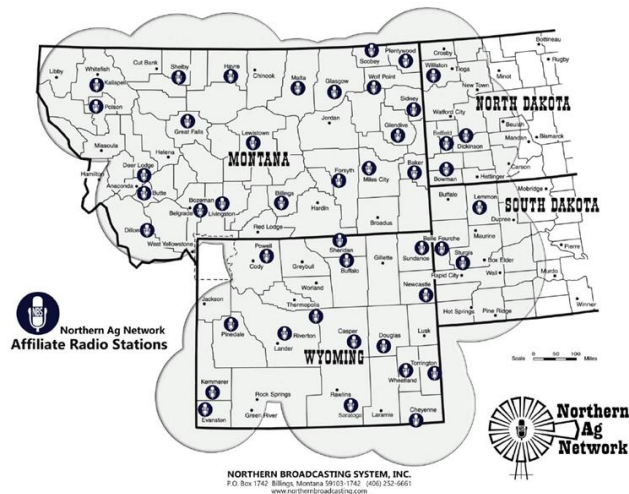 Bottineau
Plentywood
Crosby
Scobey
Rugby
Whitefish
Cut Bank
Shelby
Havre
Libby
Chinook
Williston
Tioga
Minot
Kalispell
Malta
Glasgow
Wolf Point
New Town
Polson
Sidney
NORTH DAKOTA
Watford City
Great Falls
Jordan
Glendive
Beulah
Lewistown
Belfield
Dickinson
Mandan
Bismarck
Missoula
Helena
MONTANA
Deer Lodge
Forsyth
Miles City
Baker
Carson
Hamilton
Anaconda
Butte
Bowman
Hettinger
Bozeman
Billings
Buffalo
Lemmon
Mobridge
Belgrade
Livingston
Hardin
SOUTH DAKOTA
Dillon
Red Lodge
Broadus
Dupree
West Yellowstone
Sheridan
Belle Fourche
Maurine
Powell
Sundance
Sturgis
Pierre
Cody
Greybull
Buffalo
Gillette
Box Elder
Rapid City
Wall
Murdo
Worland
Newcastle
Jackson
Thermopolis
Hot Springs
Pine Ridge
Winner
NBS
Northern Ag Network
Affiliate Radio Stations
Pinedale
Riverton
Casper
Douglas
Lusk
Lander
WYOMING
Scale 0 50 100 Miles
Torrington
Wheatland
Kemmerer
Rock Springs
Rawlins
Saratoga
Laramie
Cheyenne
Evanston
Green River
Northern
Ag
Network
NORTHERN BROADCASTING SYSTEM, INC.
P.O. Box 1742 Billings, Montana 59103-1742 (406) 252-6661
www.northernbroadcasting.com